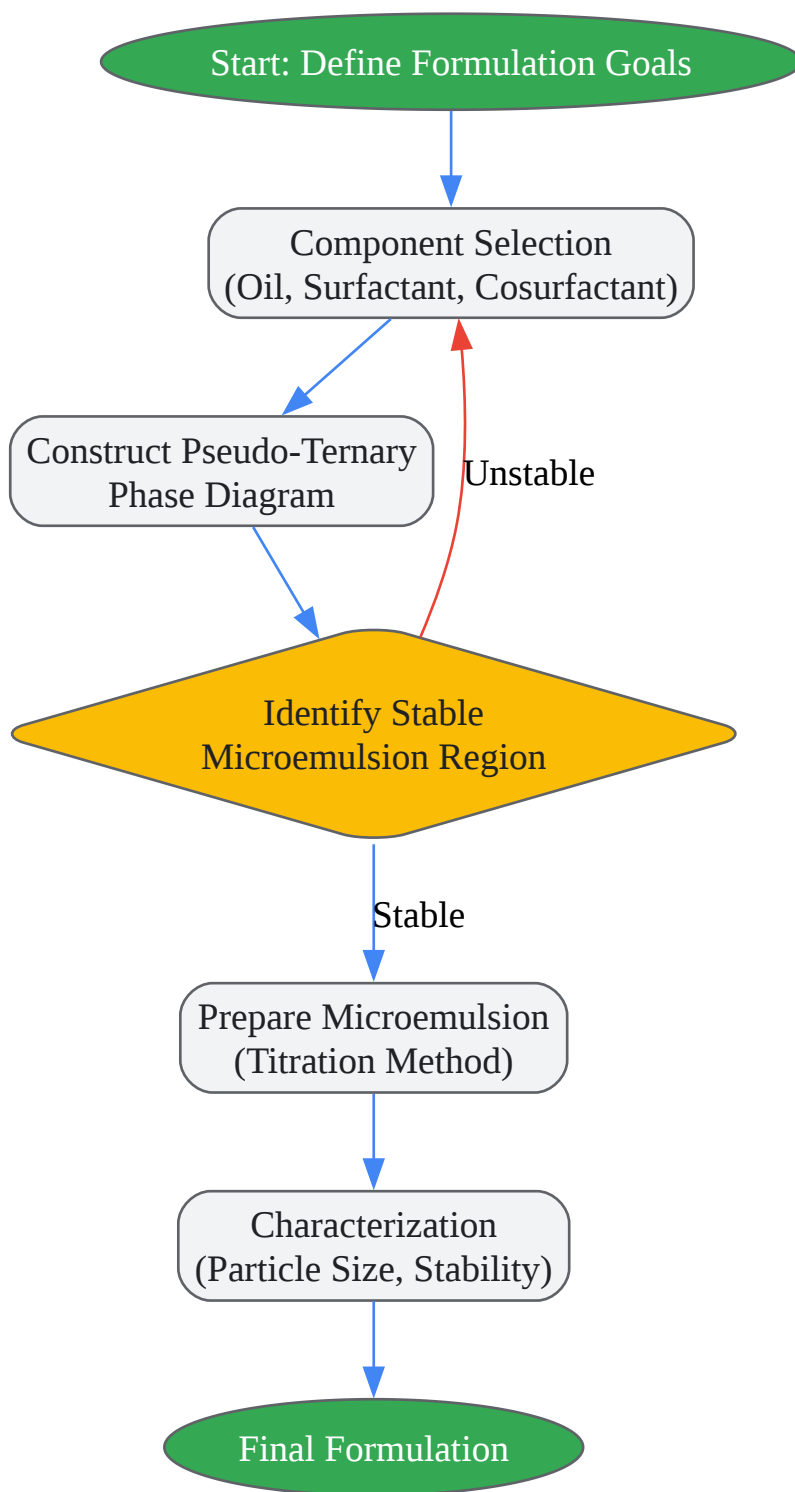 Start: Define Formulation Goals
Component Selection
(Oil, Surfactant, Cosurfactant)
Construct Pseudo-Ternary
Phase Diagram
Unstable
Identify Stable
Microemulsion Region
Stable
Prepare Microemulsion
(Titration Method)
Characterization
(Particle Size, Stability)
Final Formulation